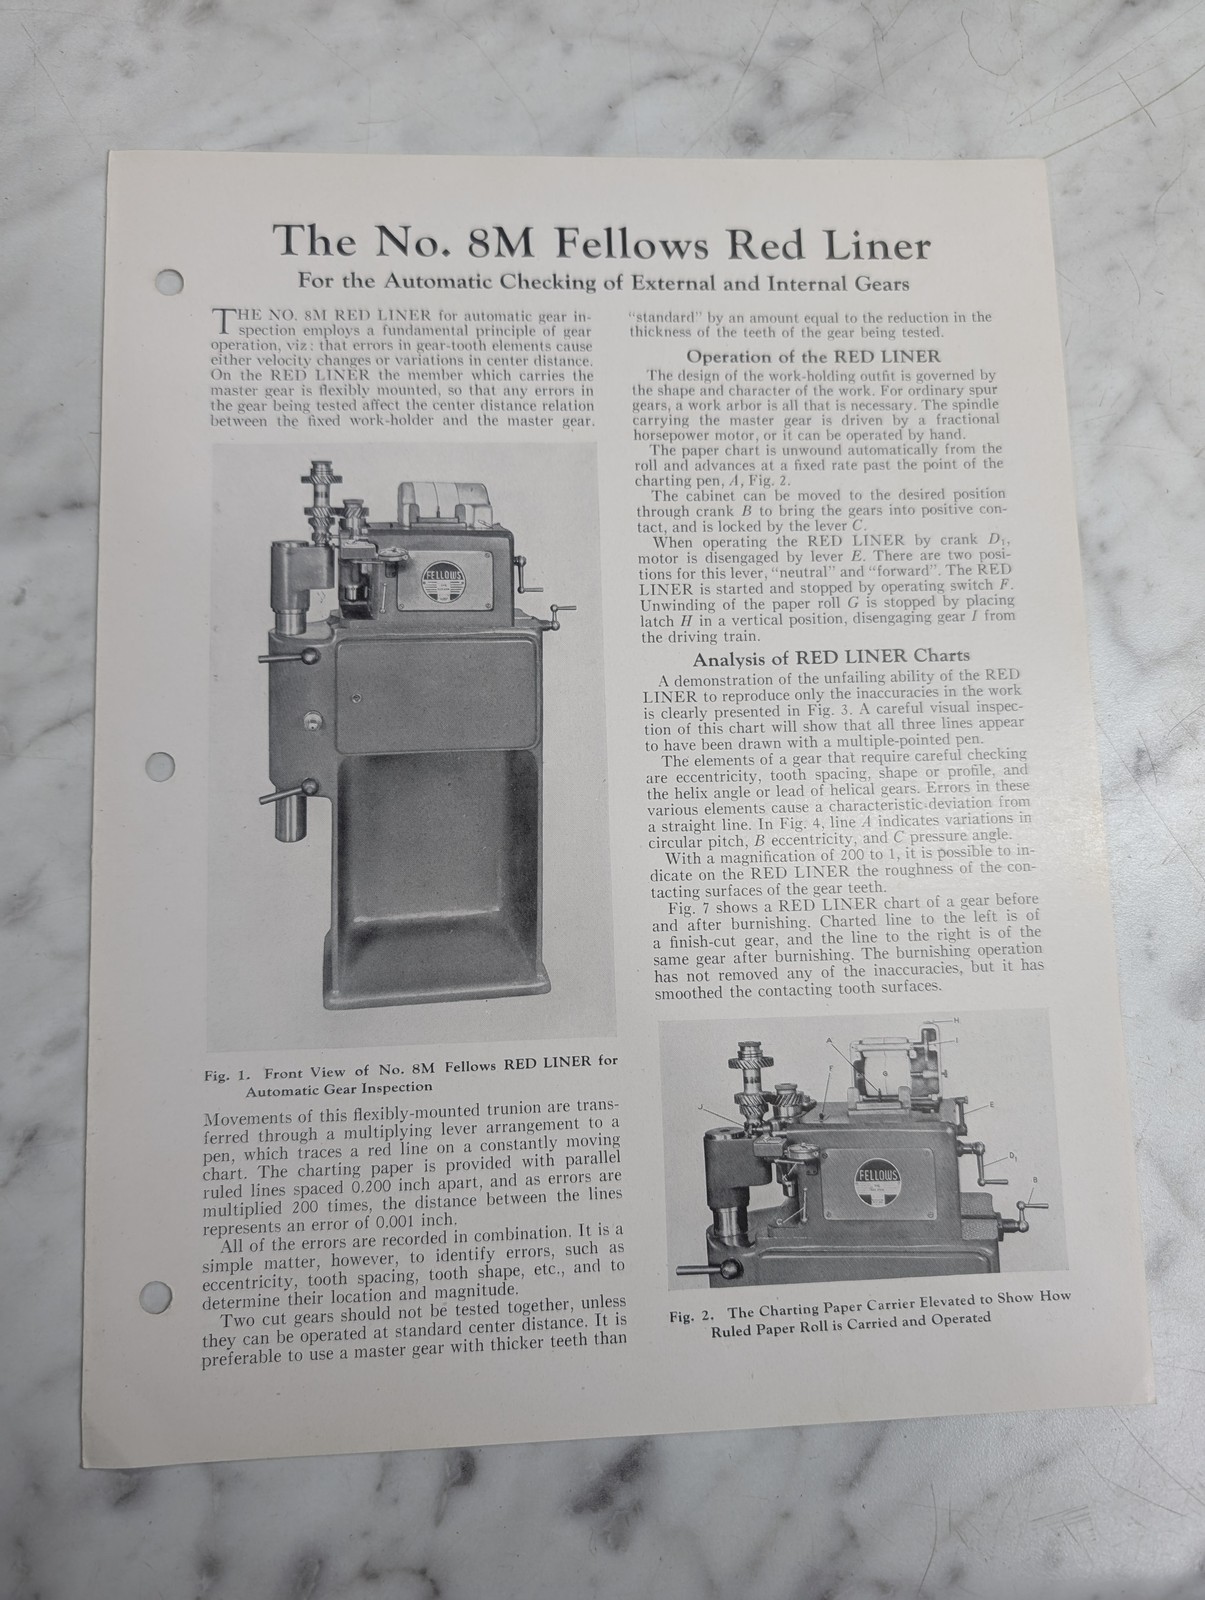 The No. 8M Fellows Red Liner
For the Automatic Checking of External and Internal Gears
THE NO. 8M RED LINER for automatic gear in-
spection employs a fundamental principle of gear
operation, viz: that errors in gear-tooth elements cause
either velocity changes or variations in center distance.
On the RED LINER the member which carries the
master gear is flexibly mounted, so that any errors in
the gear being tested affect the center distance relation
between the fixed work-holder and the master gear.
FELLOWS
Fig. 1. Front View of No. 8M Fellows RED LINER for
Automatic Gear Inspection
Movements of this flexibly-mounted trunion are trans-
ferred through a multiplying lever arrangement to a
pen, which traces a red line on a constantly moving
chart. The charting paper is provided with parallel
ruled lines spaced 0.200 inch apart, and as errors are
multiplied 200 times, the distance between the lines
represents an error of 0.001 inch.
All of the errors are recorded in combination. It is a
simple matter, however, to identify errors, such as
eccentricity, tooth spacing, tooth shape, etc., and to
determine their location and magnitude.
Two cut gears should not be tested together, unless
they can be operated at standard center distance. It is
preferable to use a master gear with thicker teeth than
"standard" by an amount equal to the reduction in the
thickness of the teeth of the gear being tested.
Operation of the RED LINER
The design of the work-holding outfit is governed by
the shape and character of the work. For ordinary spur
gears, a work arbor is all that is necessary. The spindle
carrying the master gear is driven by a fractional
horsepower motor, or it can be operated by hand.
The paper chart is unwound automatically from the
roll and advances at a fixed rate past the point of the
charting pen, A, Fig. 2.
The cabinet can be moved to the desired position
through crank B to bring the gears into positive con-
tact, and is locked by the lever C.
When operating the RED LINER by crank D₁,
motor is disengaged by lever E. There are two posi-
tions for this lever, "neutral" and "forward". The RED
LINER is started and stopped by operating switch F.
Unwinding of the paper roll G is stopped by placing
latch H in a vertical position, disengaging gear I from
the driving train.
Analysis of RED LINER Charts
A demonstration of the unfailing ability of the RED
LINER to reproduce only the inaccuracies in the work
is clearly presented in Fig. 3. A careful visual inspec-
tion of this chart will show that all three lines appear
to have been drawn with a multiple-pointed pen.
The elements of a gear that require careful checking
are eccentricity, tooth spacing, shape or profile, and
the helix angle or lead of helical gears. Errors in these
various elements cause a characteristic deviation from
a straight line. In Fig. 4, line A indicates variations in
circular pitch, B eccentricity, and C pressure angle.
With a magnification of 200 to 1, it is possible to in-
dicate on the RED LINER the roughness of the con-
tacting surfaces of the gear teeth.
Fig. 7 shows a RED LINER chart of a gear before
and after burnishing. Charted line to the left is of
a finish-cut gear, and the line to the right is of the
same gear after burnishing. The burnishing operation
has not removed any of the inaccuracies, but it has
smoothed the contacting tooth surfaces.
H
A
I
G
F
J
E
D₁
FELLOWS
B
C
Fig. 2. The Charting Paper Carrier Elevated to Show How
Ruled Paper Roll is Carried and Operated